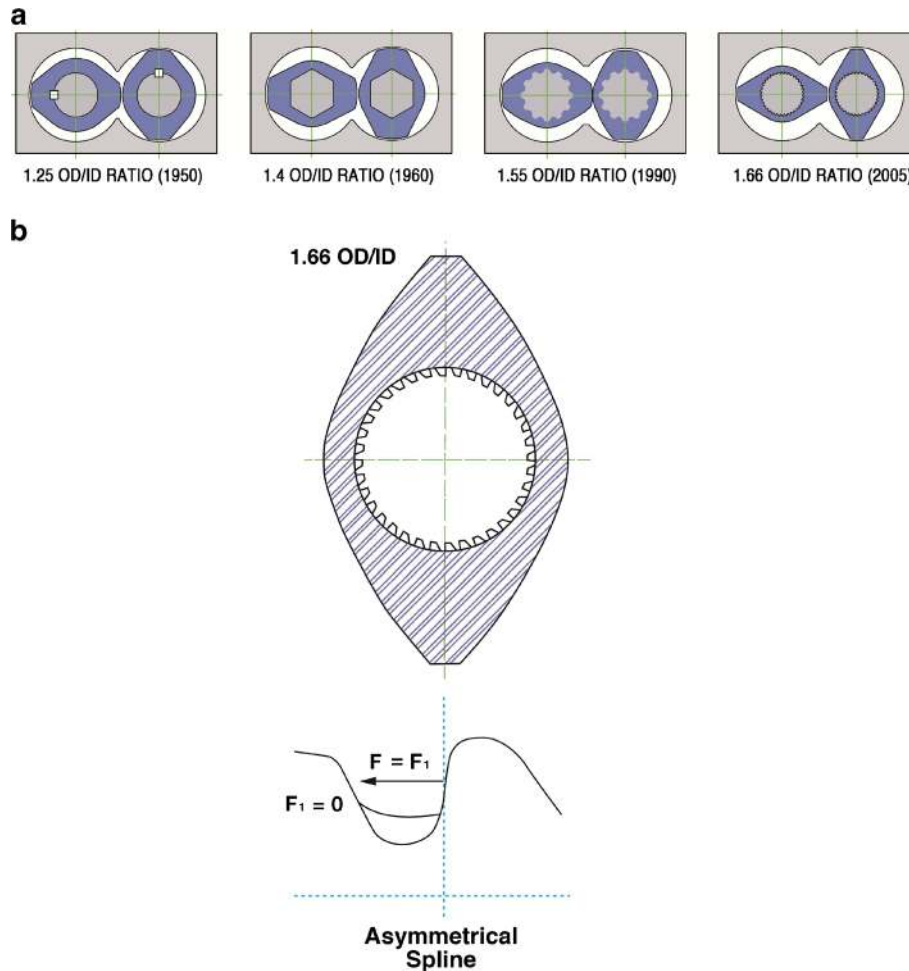 a
1.25 OD/ID RATIO (1950)
1.4 OD/ID RATIO (1960)
1.55 OD/ID RATIO (1990)
1.66 OD/ID RATIO (2005)
b
1.66 OD/ID
F = F₁
F₁ = 0
Asymmetrical
Spline